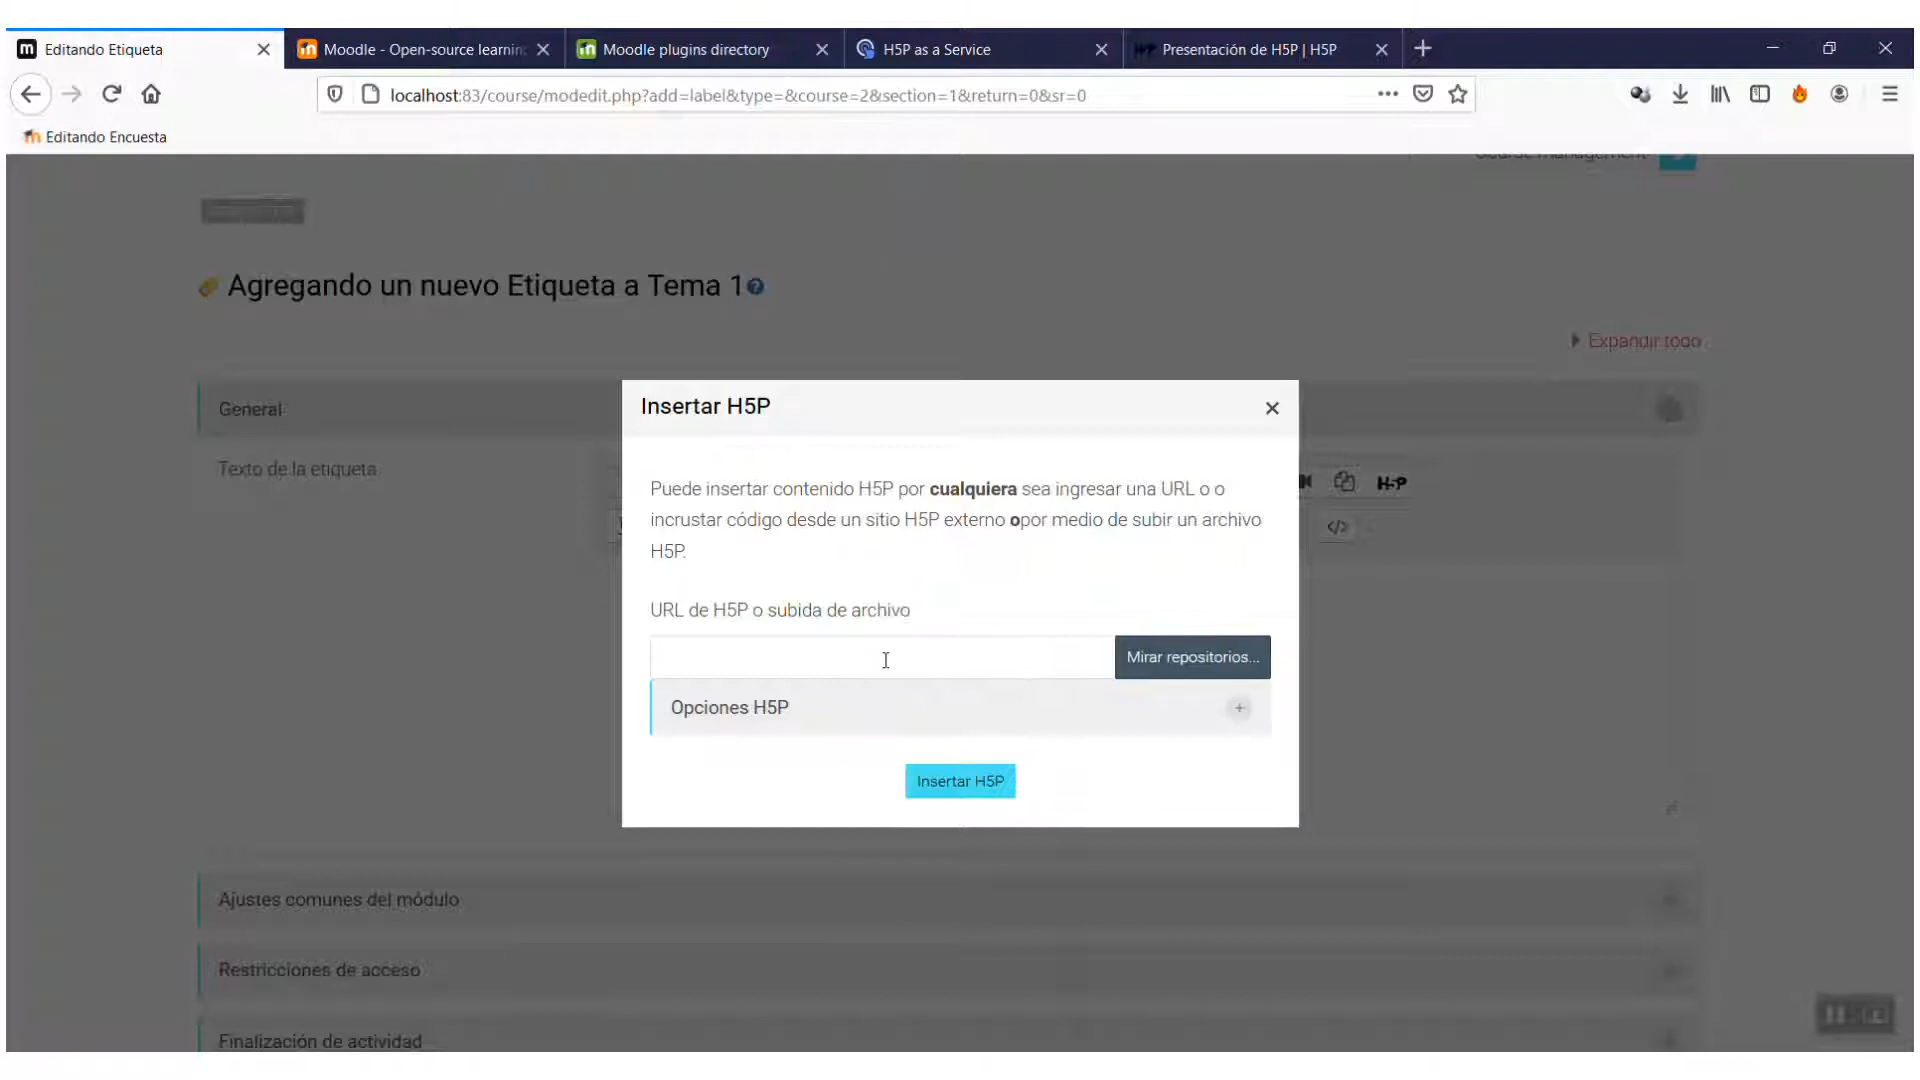 Editando Etiqueta
Moodle - Open-source learning
Moodle plugins directory
H5P as a Service
Presentación de H5P | H5P
localhost:83/course/modedit.php?add=label&type=&course=2&section=1&return=0&sr=0
Editando Encuesta
Course management
Agregando un nuevo Etiqueta a Tema 1
Expandir todo
General
Texto de la etiqueta
H-P
Insertar H5P
Puede insertar contenido H5P por cualquiera sea ingresar una URL o o
incrustar código desde un sitio H5P externo opor medio de subir un archivo
H5P.
URL de H5P o subida de archivo
Mirar repositorios...
Opciones H5P
Insertar H5P
Ajustes comunes del módulo
Restricciones de acceso
Finalización de actividad